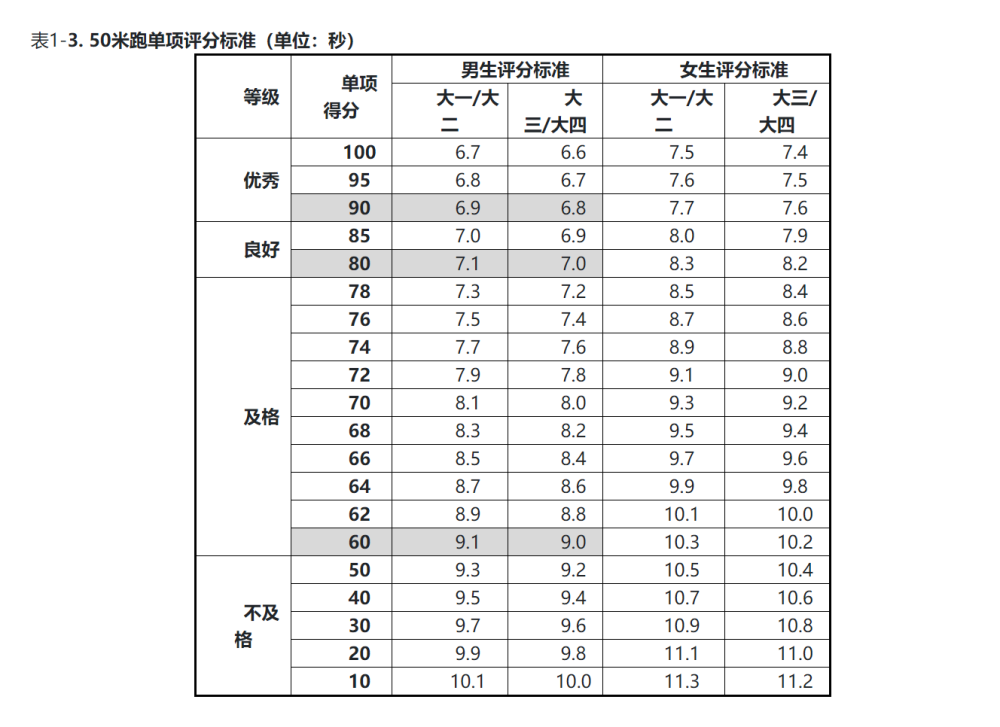 表1-3. 50米跑单项评分标准（单位：秒）
等级 单项得分 男生评分标准 女生评分标准
大一/大二 大三/大四 大一/大二 大三/大四
优秀 100 6.7 6.6 7.5 7.4
95 6.8 6.7 7.6 7.5
90 6.9 6.8 7.7 7.6
良好 85 7.0 6.9 8.0 7.9
80 7.1 7.0 8.3 8.2
及格 78 7.3 7.2 8.5 8.4
76 7.5 7.4 8.7 8.6
74 7.7 7.6 8.9 8.8
72 7.9 7.8 9.1 9.0
70 8.1 8.0 9.3 9.2
68 8.3 8.2 9.5 9.4
66 8.5 8.4 9.7 9.6
64 8.7 8.6 9.9 9.8
62 8.9 8.8 10.1 10.0
60 9.1 9.0 10.3 10.2
不及格 50 9.3 9.2 10.5 10.4
40 9.5 9.4 10.7 10.6
30 9.7 9.6 10.9 10.8
20 9.9 9.8 11.1 11.0
10 10.1 10.0 11.3 11.2